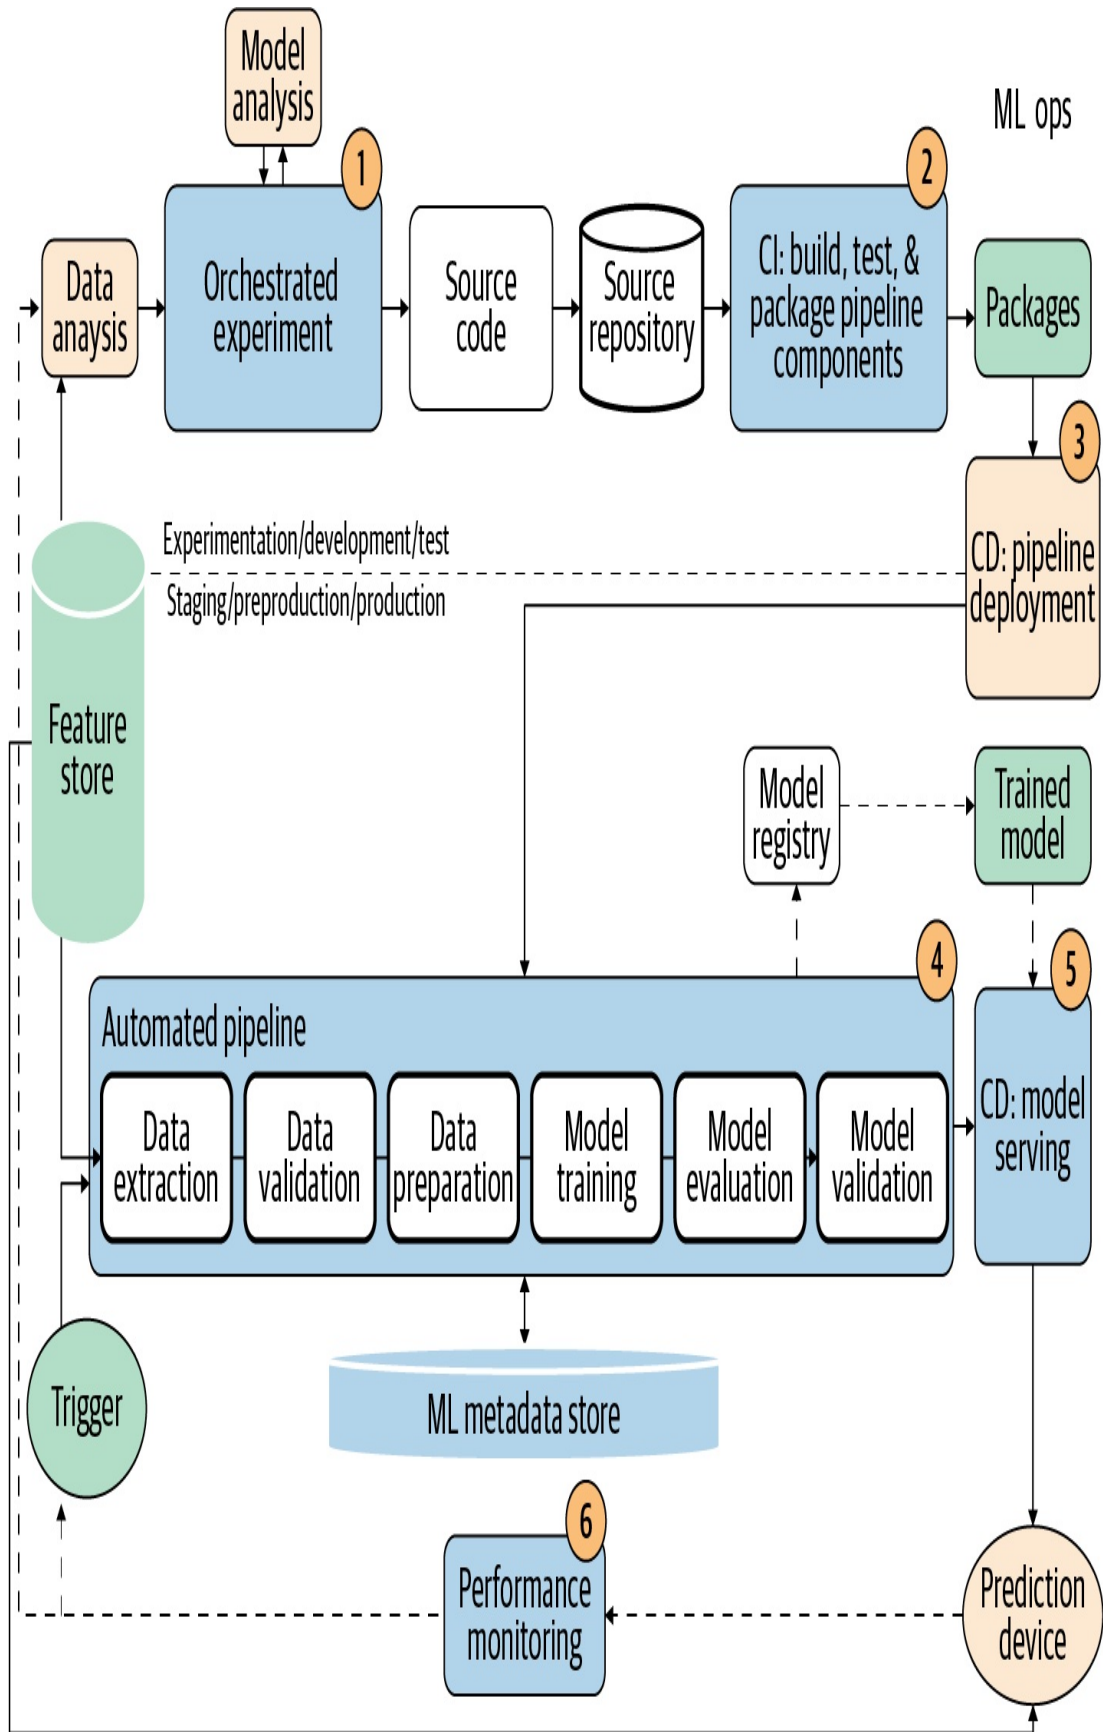 Model
analysis
ML ops
1
2
Data
anaysis
Orchestrated
experiment
Source
code
Source
repository
CI: build, test, &
package pipeline
components
Packages
3
Experimentation/development/test
Staging/preproduction/production
CD: pipeline
deployment
Feature
store
Model
registry
Trained
model
4
5
Automated pipeline
Data
extraction
Data
validation
Data
preparation
Model
training
Model
evaluation
Model
validation
CD: model
serving
Trigger
ML metadata store
6
Performance
monitoring
Prediction
device